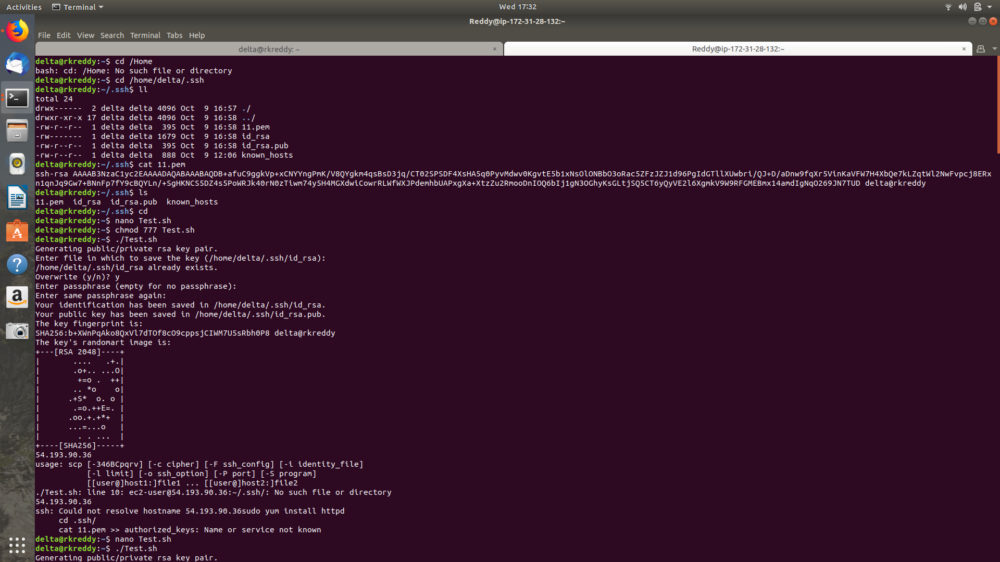 Activities
Terminal
Wed 17:32
Reddy@ip-172-31-28-132:~
File Edit View Search Terminal Tabs Help
delta@rkreddy: ~
Reddy@ip-172-31-28-132:~
delta@rkreddy:~$ cd /Home
bash: cd: /Home: No such file or directory
delta@rkreddy:~$ cd /home/delta/.ssh
delta@rkreddy:~/.ssh$ ll
total 24
drwx------  2 delta delta 4096 Oct  9 16:57 ./
drwxr-xr-x 17 delta delta 4096 Oct  9 16:58 ../
-rw-r--r--  1 delta delta  395 Oct  9 16:58 11.pem
-rw-------  1 delta delta 1679 Oct  9 16:58 id_rsa
-rw-r--r--  1 delta delta  395 Oct  9 16:58 id_rsa.pub
-rw-r--r--  1 delta delta  888 Oct  9 12:06 known_hosts
delta@rkreddy:~/.ssh$ cat 11.pem
ssh-rsa AAAAB3NzaC1yc2EAAAADAQABAAABAQDB+afuC9ggkVp+xCNYYngPmK/V8QYgkm4qsBsD3jq/CT02SPSDF4XsHA5q0PyvMdwv0KgvtE5b1xNsOlONBbO3oRac5ZFzJZJ1d96PgIdGTllXUwbri/QJ+D/aDnw9fqXr5VinKaVFW7H4XbQe7kLZqtWl2NwFvpcj8ERx
n1qnJq9Gw7+BNnFp7fY9cBQYLn/+SgHKNCS5DZ4s5PoWRJk40rN0zTiwm74y5H4MGXdwiCowrRLWfWXJPdemhbUAPxgXa+XtzZu2RmooDnIOQ6bIj1gN3OGhyKsGLtjSQ5CT6yQyVE2l6XgmkV9W9RFGMEBmx14amdIgNqO269JN7TUD delta@rkreddy
delta@rkreddy:~/.ssh$ ls
11.pem  id_rsa  id_rsa.pub  known_hosts
delta@rkreddy:~/.ssh$ cd
delta@rkreddy:~$ nano Test.sh
delta@rkreddy:~$ chmod 777 Test.sh
delta@rkreddy:~$ ./Test.sh
Generating public/private rsa key pair.
Enter file in which to save the key (/home/delta/.ssh/id_rsa):
/home/delta/.ssh/id_rsa already exists.
Overwrite (y/n)? y
Enter passphrase (empty for no passphrase):
Enter same passphrase again:
Your identification has been saved in /home/delta/.ssh/id_rsa.
Your public key has been saved in /home/delta/.ssh/id_rsa.pub.
The key fingerprint is:
SHA256:b+XWnPqAko8QxVl7dTOf8cO9cppsjCIWM7U5sRbh0P8 delta@rkreddy
The key's randomart image is:
+---[RSA 2048]----+
|       ....   .+.|
|       .o+.. ...O|
|        +=o .  ++|
|       .. *o    o|
|      .+S*  o. o |
|       .=o.++E=. |
|      .oo.+.+*+  |
|      ...=...o   |
|        . . ...  |
+----[SHA256]-----+
54.193.90.36
usage: scp [-346BCpqrv] [-c cipher] [-F ssh_config] [-i identity_file]
           [-l limit] [-o ssh_option] [-P port] [-S program]
           [[user@]host1:]file1 ... [[user@]host2:]file2
./Test.sh: line 10: ec2-user@54.193.90.36:~/.ssh/: No such file or directory
54.193.90.36
ssh: Could not resolve hostname 54.193.90.36sudo yum install httpd
     cd .ssh/
     cat 11.pem >> authorized_keys: Name or service not known
delta@rkreddy:~$ nano Test.sh
delta@rkreddy:~$ ./Test.sh
Generating public/private rsa key pair.